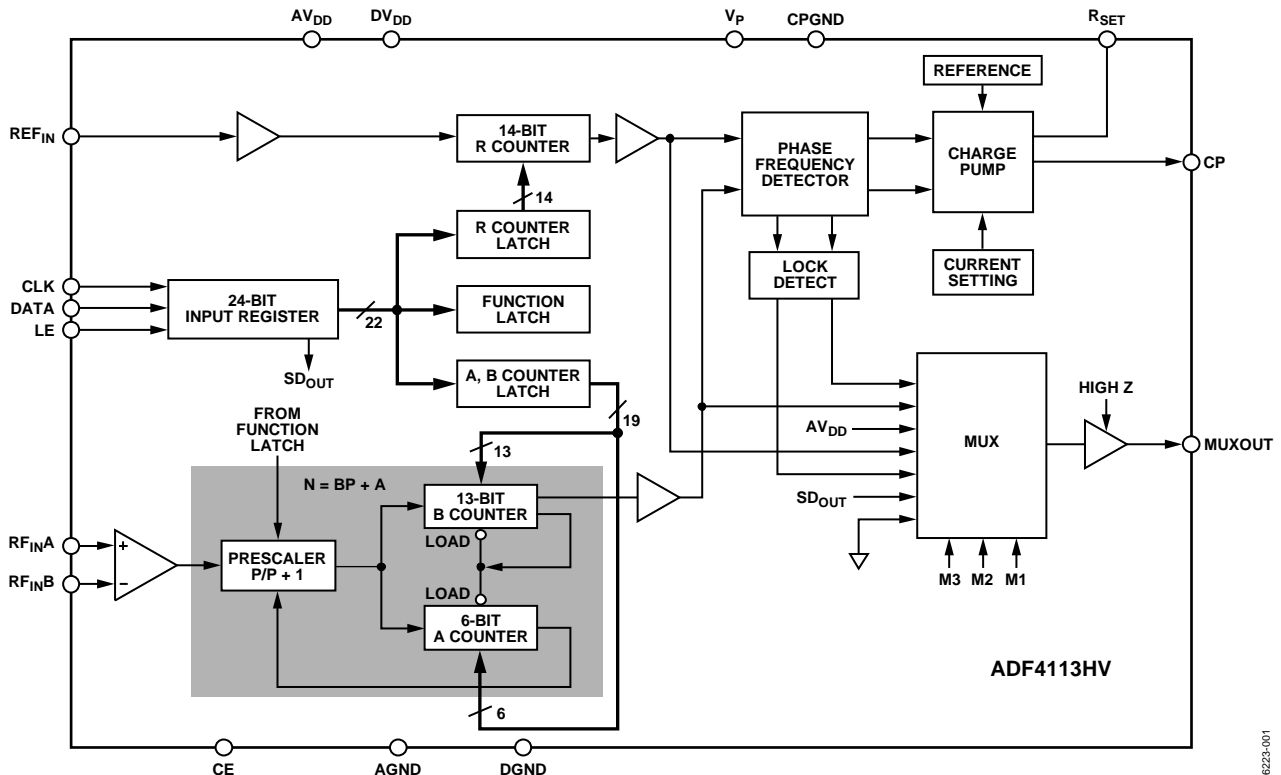 AVDD
DVDD
VP
CPGND
RSET
REFERENCE
REFIN
14-BIT
R COUNTER
PHASE
FREQUENCY
DETECTOR
CHARGE
PUMP
CP
14
R COUNTER
LATCH
LOCK
DETECT
CURRENT
SETTING
CLK
DATA
LE
24-BIT
INPUT REGISTER
22
FUNCTION
LATCH
SDOUT
A, B COUNTER
LATCH
19
FROM
FUNCTION
LATCH
13
HIGH Z
AVDD
MUX
MUXOUT
N = BP + A
13-BIT
B COUNTER
SDOUT
RFINA
+
RFINB
–
PRESCALER
P/P + 1
LOAD
LOAD
6-BIT
A COUNTER
M3
M2
M1
6
ADF4113HV
CE
AGND
DGND
6223-001